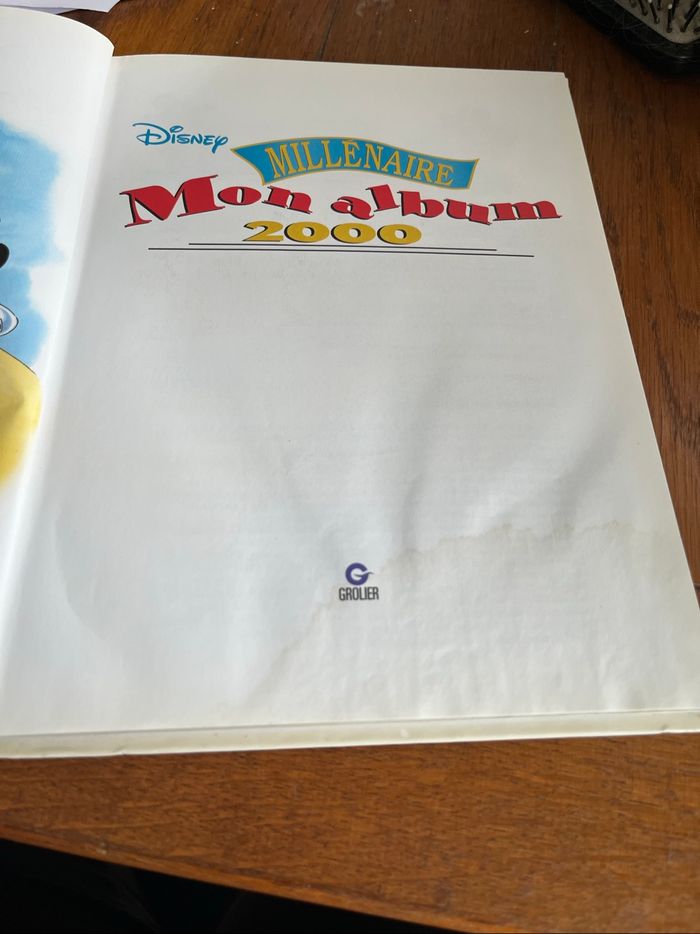 Disney
MILLENAIRE
Mon album
2000
G
GROLIER